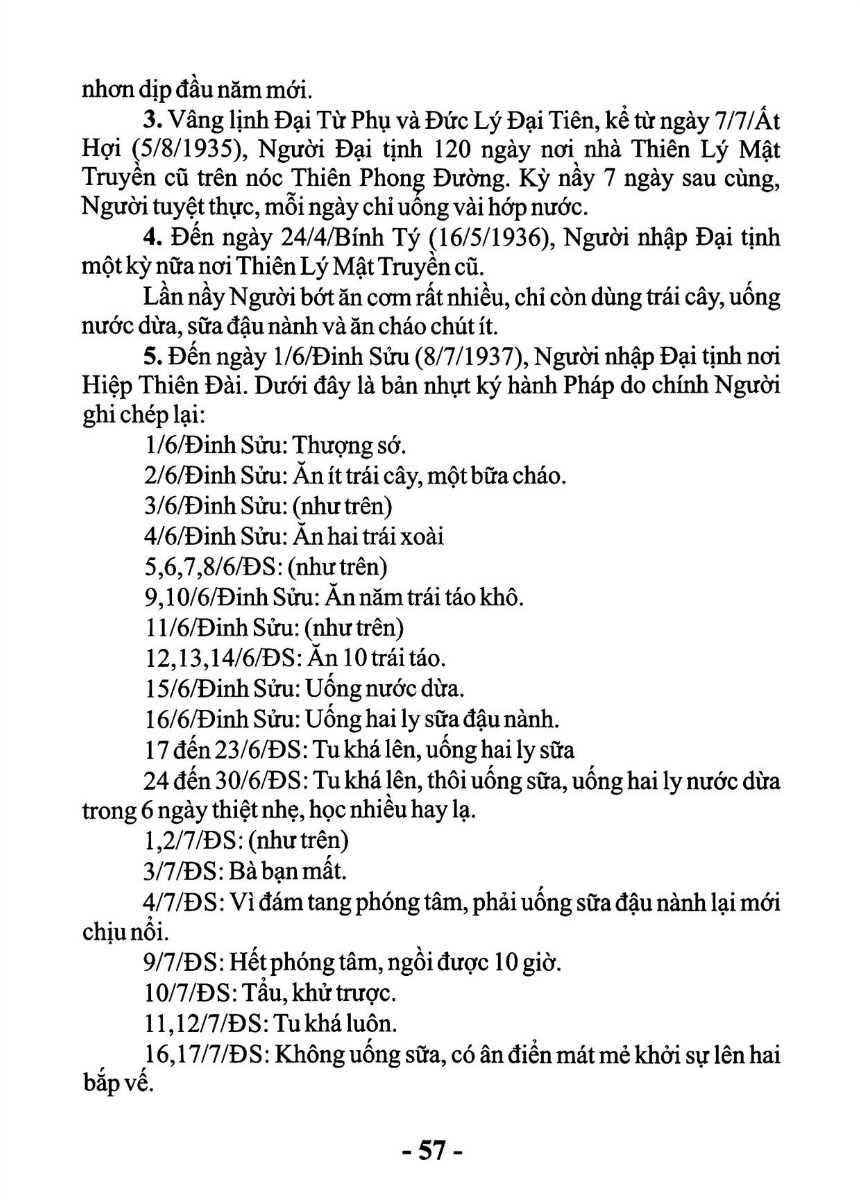 nhơn dịp đầu năm mới.
3. Vâng lịnh Đại Từ Phụ và Đức Lý Đại Tiên, kể từ ngày 7/7/Ất
Hợi (5/8/1935), Người Đại tịnh 120 ngày nơi nhà Thiên Lý Mật
Truyền cũ trên nóc Thiên Phong Đường. Kỳ nầy 7 ngày sau cùng,
Người tuyệt thực, mỗi ngày chỉ uống vài hớp nước.
4. Đến ngày 24/4/Bính Tý (16/5/1936), Người nhập Đại tịnh
một kỳ nữa nơi Thiên Lý Mật Truyền cũ.
Lần nầy Người bớt ăn cơm rất nhiều, chỉ còn dùng trái cây, uống
nước dừa, sữa đậu nành và ăn cháo chút ít.
5. Đến ngày 1/6/Đinh Sửu (8/7/1937), Người nhập Đại tịnh nơi
Hiệp Thiên Đài. Dưới đây là bản nhựt ký hành Pháp do chính Người
ghi chép lại:
1/6/Đinh Sửu: Thượng sớ.
2/6/Đinh Sửu: Ăn ít trái cây, một bữa cháo.
3/6/Đinh Sửu: (như trên)
4/6/Đinh Sửu: Ăn hai trái xoài
5,6,7,8/6/ĐS: (như trên)
9,10/6/Đinh Sửu: Ăn năm trái táo khô.
11/6/Đinh Sửu: (như trên)
12,13,14/6/ĐS: Ăn 10 trái táo.
15/6/Đinh Sửu: Uống nước dừa.
16/6/Đinh Sửu: Uống hai ly sữa đậu nành.
17 đến 23/6/ĐS: Tu khá lên, uống hai ly sữa
24 đến 30/6/ĐS: Tu khá lên, thôi uống sữa, uống hai ly nước dừa
trong 6 ngày thiệt nhẹ, học nhiều hay lạ.
1,2/7/ĐS: (như trên)
3/7/ĐS: Bà bạn mất.
4/7/ĐS: Vì đám tang phóng tâm, phải uống sữa đậu nành lại mới
chịu nổi.
9/7/ĐS: Hết phóng tâm, ngồi được 10 giờ.
10/7/ĐS: Tẩu, khử trược.
11,12/7/ĐS: Tu khá luôn.
16,17/7/ĐS: Không uống sữa, có ân điển mát mẻ khởi sự lên hai
bắp vế.
- 57 -